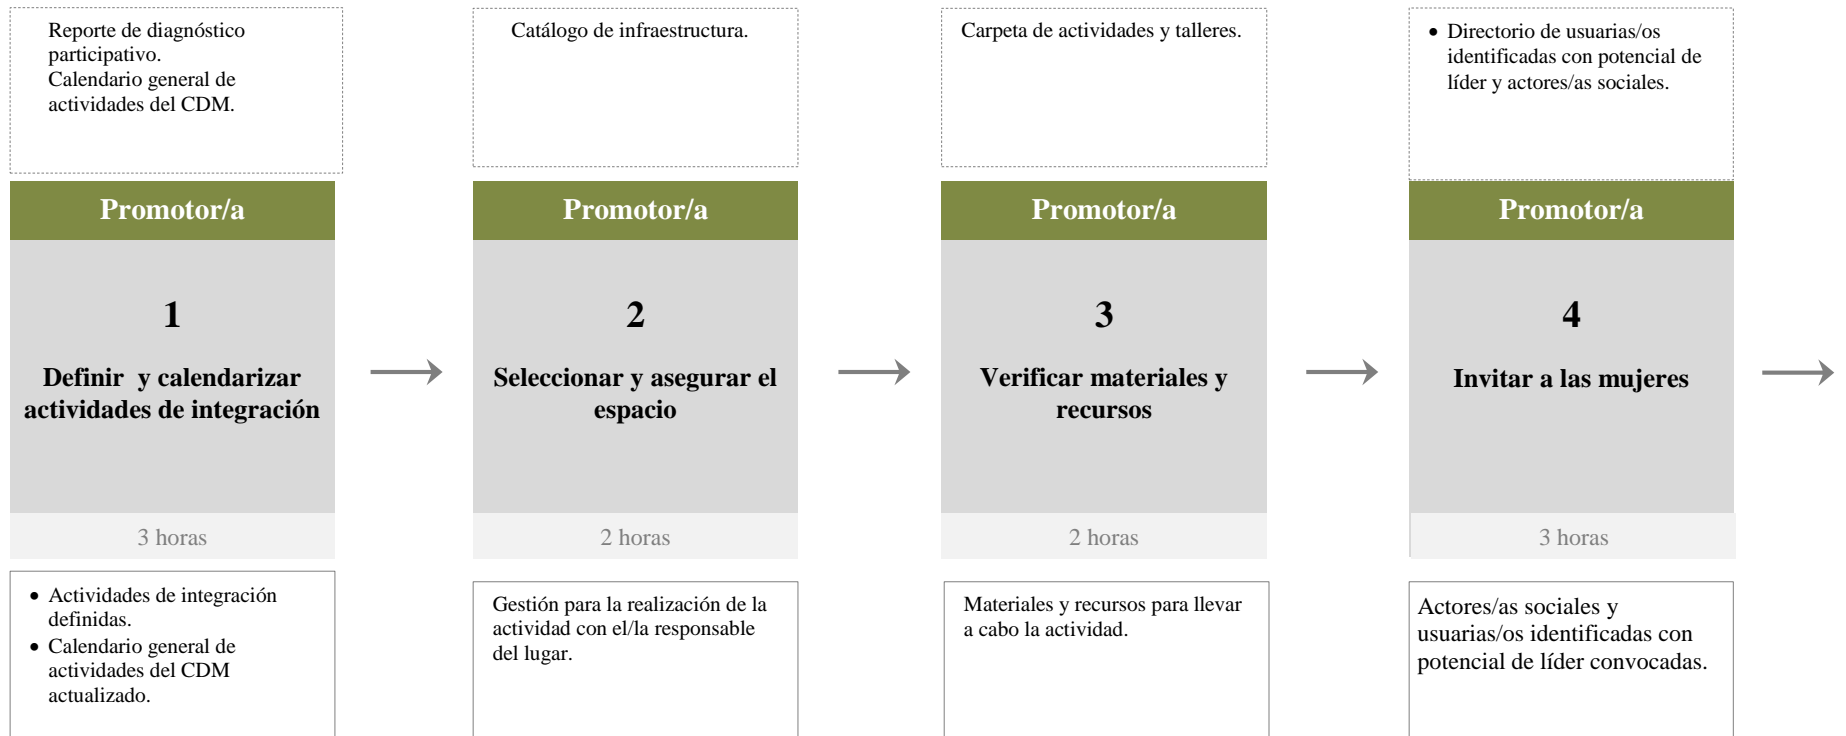 Reporte de diagnóstico
participativo.
Calendario general de
actividades del CDM.
Catálogo de infraestructura.
Carpeta de actividades y talleres.
• Directorio de usuarias/os
identificadas con potencial de
líder y actores/as sociales.
Promotor/a
Promotor/a
Promotor/a
Promotor/a
1
Definir y calendarizar
actividades de integración
2
Seleccionar y asegurar el
espacio
3
Verificar materiales y
recursos
4
Invitar a las mujeres
3 horas
2 horas
2 horas
3 horas
• Actividades de integración
definidas.
• Calendario general de
actividades del CDM
actualizado.
Gestión para la realización de la
actividad con el/la responsable
del lugar.
Materiales y recursos para llevar
a cabo la actividad.
Actores/as sociales y
usuarias/os identificadas con
potencial de líder convocadas.